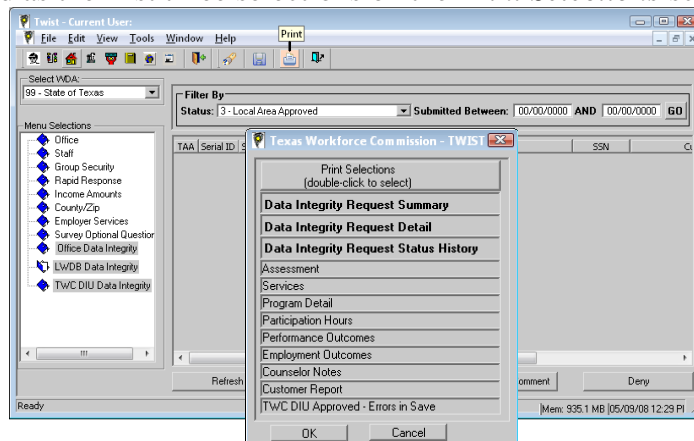 Twist - Current User:
File Edit View Tools Window Help
Print
Select WDA:
99 - State of Texas
Filter By
Status: 3 - Local Area Approved Submitted Between: 00/00/0000 AND 00/00/0000 GO
Menu Selections
Office
Staff
Group Security
Rapid Response
Income Amounts
County/Zip
Employer Services
Survey Optional Question
Office Data Integrity
LWDB Data Integrity
TWC DIU Data Integrity
TAA Serial ID SSN
Texas Workforce Commission - TWIST
Print Selections
(double-click to select)
Data Integrity Request Summary
Data Integrity Request Detail
Data Integrity Request Status History
Assessment
Services
Program Detail
Participation Hours
Performance Outcomes
Employment Outcomes
Counselor Notes
Customer Report
TWC DIU Approved - Errors in Save
OK Cancel
Refresh Deny
Ready Mem: 935.1 MB 05/09/08 12:29 PM